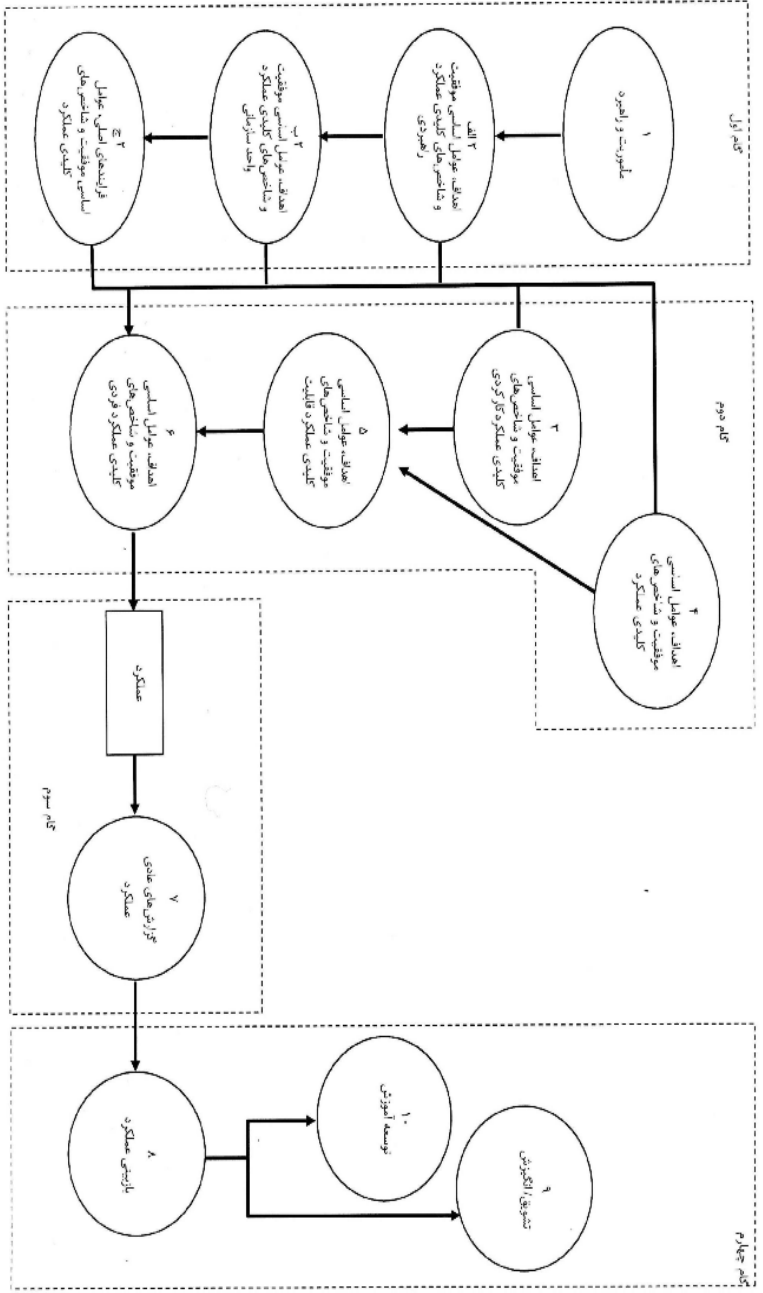 گام اول
۱
مأموریت و راهبرد
۲ الف
اهداف، عوامل اساسی موفقیت
و شاخص‌های کلیدی عملکرد
راهبردی
۲ ب
اهداف، عوامل اساسی موفقیت
و شاخص‌های کلیدی عملکرد
واحد سازمانی
۲ ج
فرایندهای اصلی، عوامل
اساسی موفقیت و شاخص‌های
کلیدی عملکرد
گام دوم
۳
اهداف، عوامل اساسی
موفقیت و شاخص‌های
کلیدی عملکرد کارکردی
۴
اهداف، عوامل اساسی
موفقیت و شاخص‌های
کلیدی عملکرد
۵
اهداف، عوامل اساسی
موفقیت و شاخص‌های
کلیدی عملکرد قابلیت
۶
اهداف، عوامل اساسی
موفقیت و شاخص‌های
کلیدی عملکرد فردی
عملکرد
گام سوم
۷
گزارش‌های عادی
عملکرد
گام چهارم
۸
بازبینی عملکرد
۹
تشویق/انگیزش
۱۰
توسعه آموزش